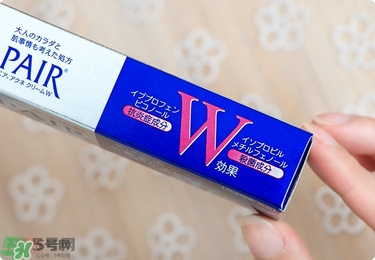 大人のカラダと
肌事情も考えた処方
PAIR®
ペア®アクネクリームW
イブプロフェン
ピコノール
抗炎症成分
W
効果
イソプロピル
メチルフェノール
殺菌成分
5号网